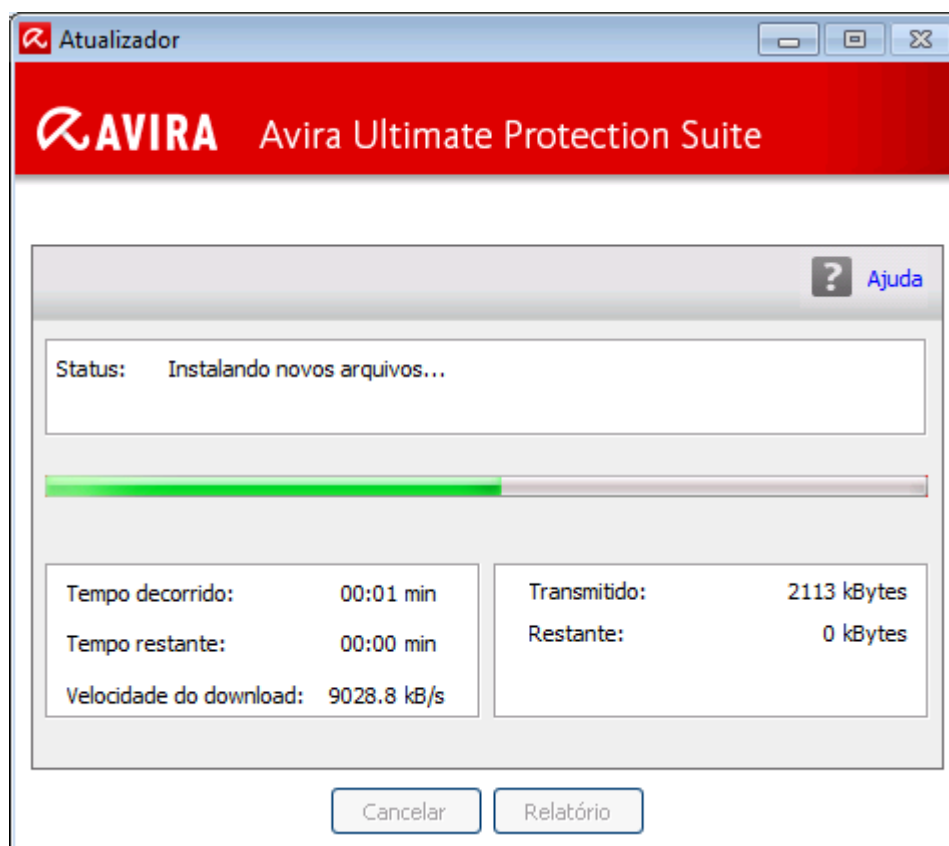 Atualizador
AVIRA Avira Ultimate Protection Suite
? Ajuda
Status: Instalando novos arquivos...
Tempo decorrido: 00:01 min
Tempo restante: 00:00 min
Velocidade do download: 9028.8 kB/s
Transmitido: 2113 kBytes
Restante: 0 kBytes
Cancelar Relatório